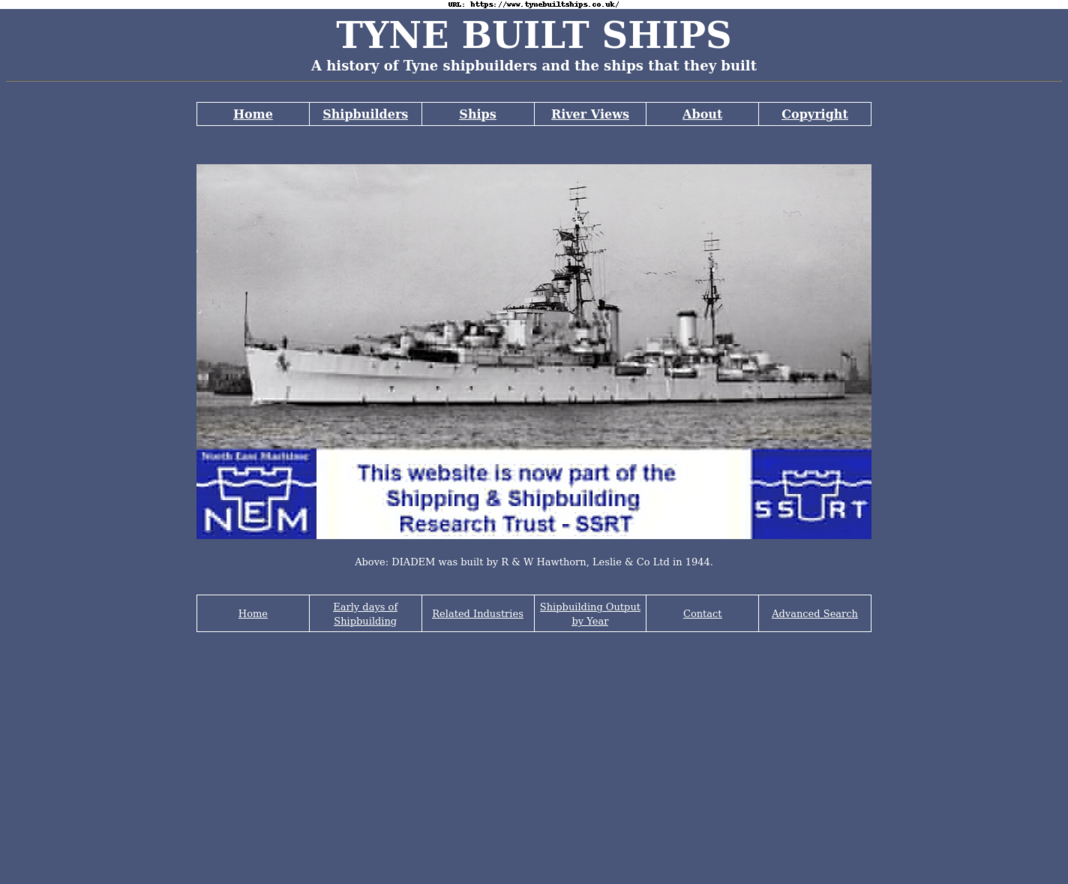 URL: https://www.tynebuiltships.co.uk/
TYNE BUILT SHIPS
A history of Tyne shipbuilders and the ships that they built
Home
Shipbuilders
Ships
River Views
About
Copyright
North East Maritime
NEM
This website is now part of the
Shipping & Shipbuilding
Research Trust - SSRT
SSRT
Above: DIADEM was built by R & W Hawthorn, Leslie & Co Ltd in 1944.
Home
Early days of
Shipbuilding
Related Industries
Shipbuilding Output
by Year
Contact
Advanced Search